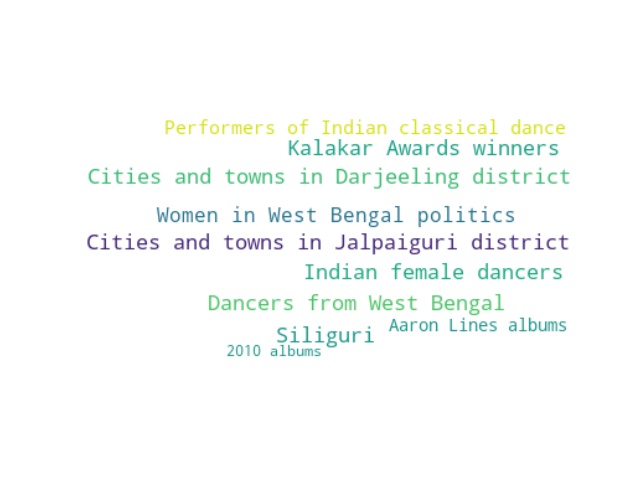 Performers of Indian classical dance
Kalakar Awards winners
Cities and towns in Darjeeling district
Women in West Bengal politics
Cities and towns in Jalpaiguri district
Indian female dancers
Dancers from West Bengal
Aaron Lines albums
Siliguri
2010 albums